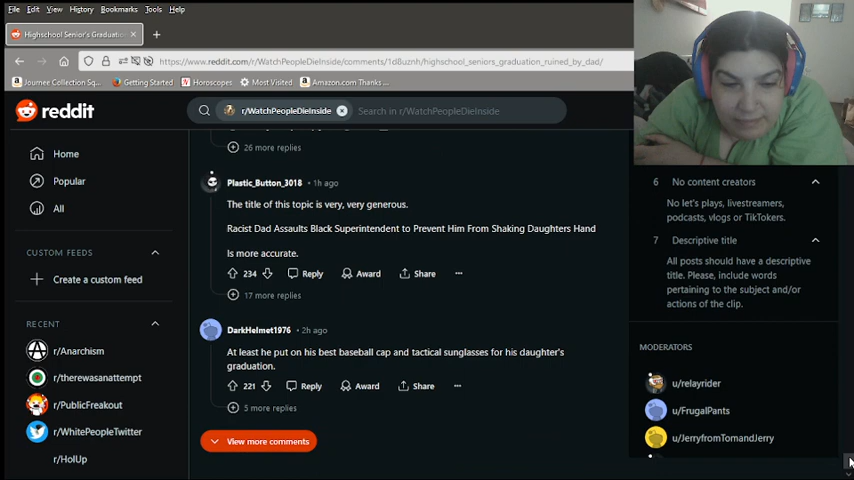 File Edit View History Bookmarks Tools Help
Highschool Senior's Graduatio
https://www.reddit.com/r/WatchPeopleDieInside/comments/1d8uznh/highschool_seniors_graduation_ruined_by_dad/
Journee Collection Sq... Getting Started Horoscopes Most Visited Amazon.com Thanks ...
reddit
r/WatchPeopleDieInside Search in r/WatchPeopleDieInside
Home
Popular
All
CUSTOM FEEDS
Create a custom feed
RECENT
r/Anarchism
r/therewasanattempt
r/PublicFreakout
r/WhitePeopleTwitter
r/HolUp
26 more replies
Plastic_Button_3018 • 1h ago
The title of this topic is very, very generous.
Racist Dad Assaults Black Superintendent to Prevent Him From Shaking Daughters Hand
Is more accurate.
234 Reply Award Share ...
17 more replies
DarkHelmet1976 • 2h ago
At least he put on his best baseball cap and tactical sunglasses for his daughter's
graduation.
221 Reply Award Share ...
5 more replies
View more comments
6 No content creators
No let's plays, livestreamers,
podcasts, vlogs or TikTokers.
7 Descriptive title
All posts should have a descriptive
title. Please, include words
pertaining to the subject and/or
actions of the clip.
MODERATORS
u/relayrider
u/FrugalPants
u/JerryfromTomandJerry